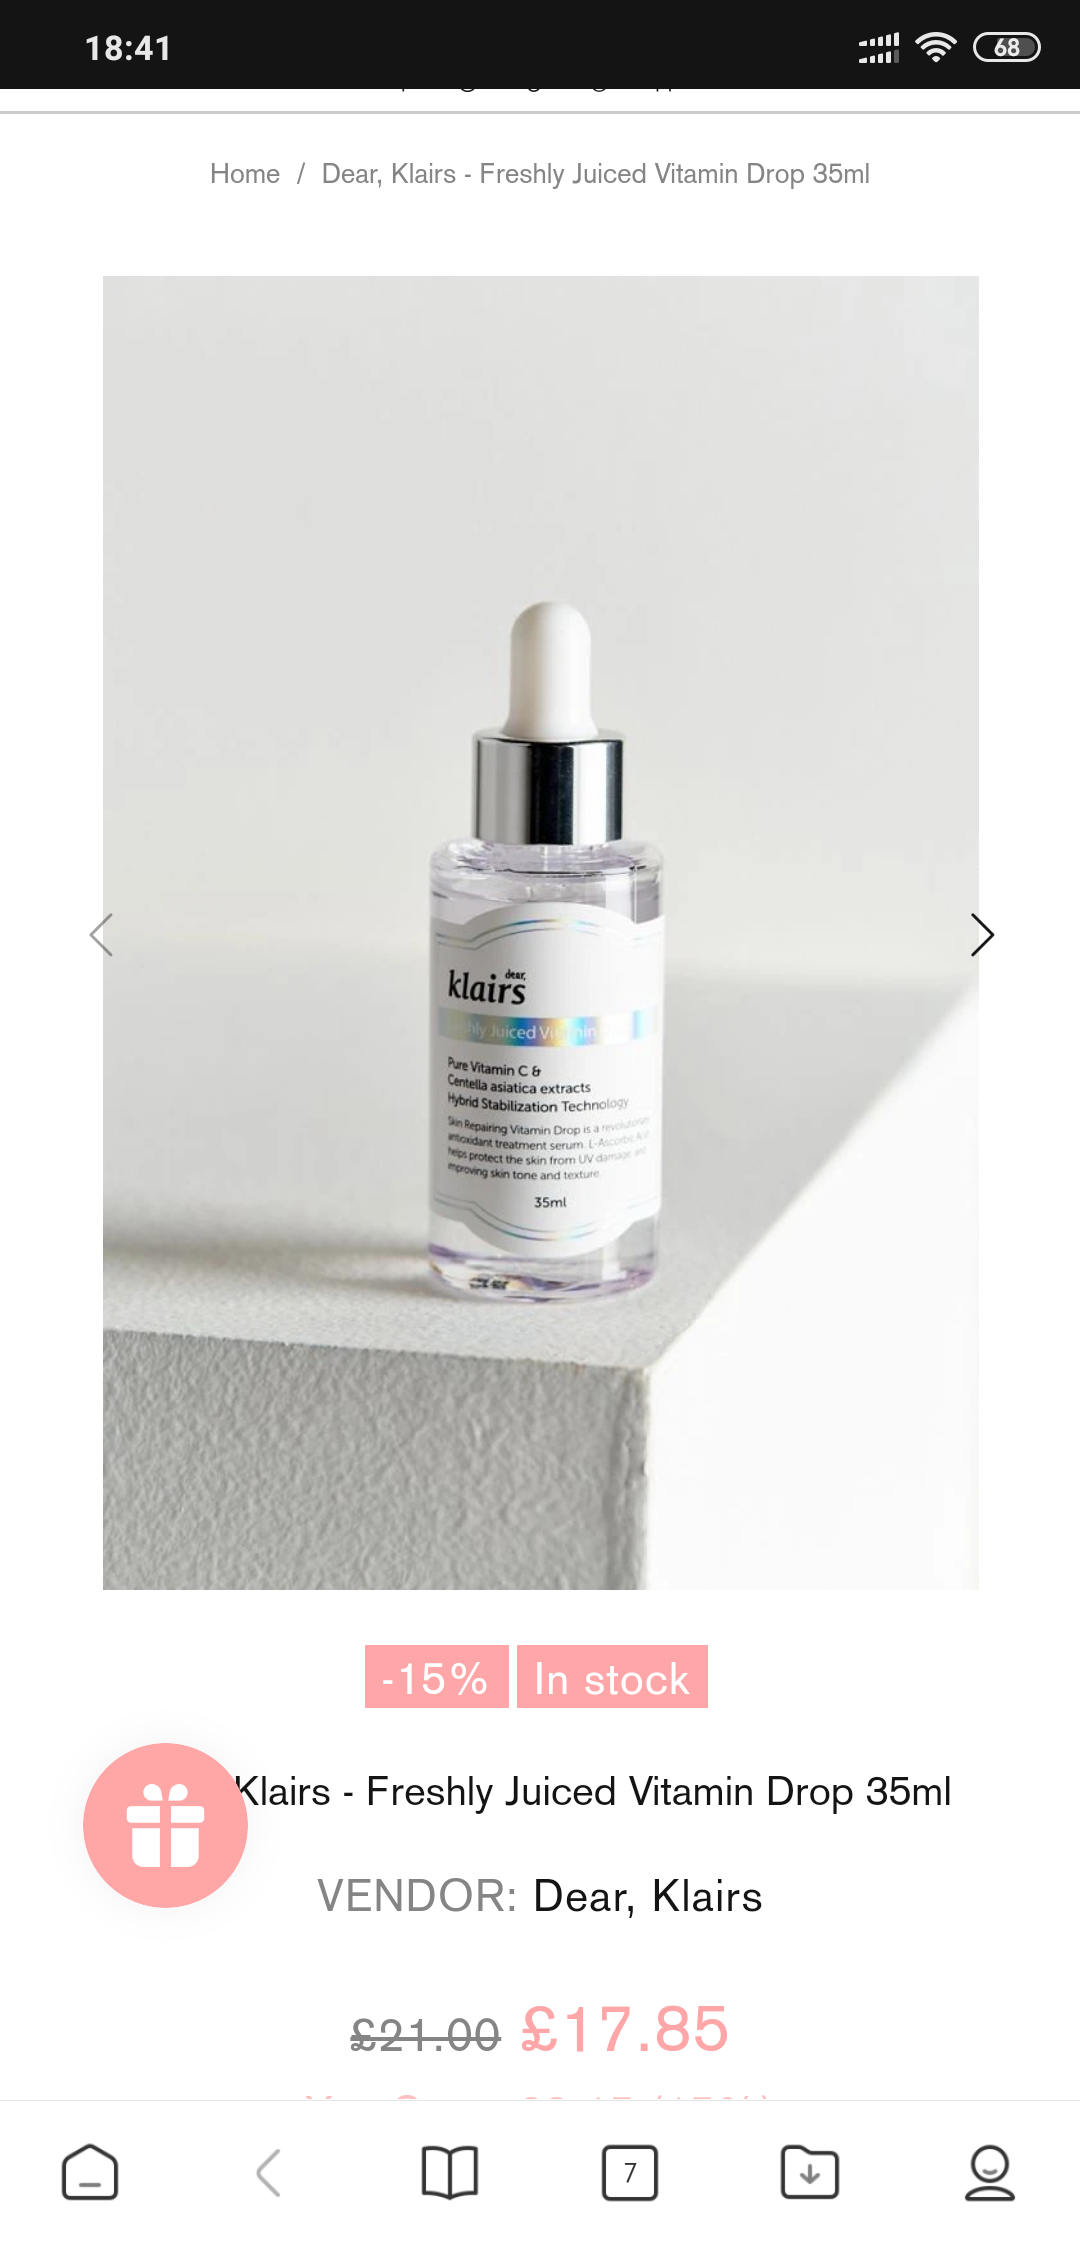 18:41
68
Home / Dear, Klairs - Freshly Juiced Vitamin Drop 35ml
dear,
klairs
Juiced
Pure Vitamin C &
Centella asiatica extracts
Hybrid Stabilization Technology
Skin Repairing Vitamin Drop is a revolutionary
antioxidant treatment serum. L-Ascorbic Acid
helps protect the skin from UV damage and
improving skin tone and texture.
35ml
-15%
In stock
Klairs - Freshly Juiced Vitamin Drop 35ml
VENDOR: Dear, Klairs
£21.00 £17.85
7